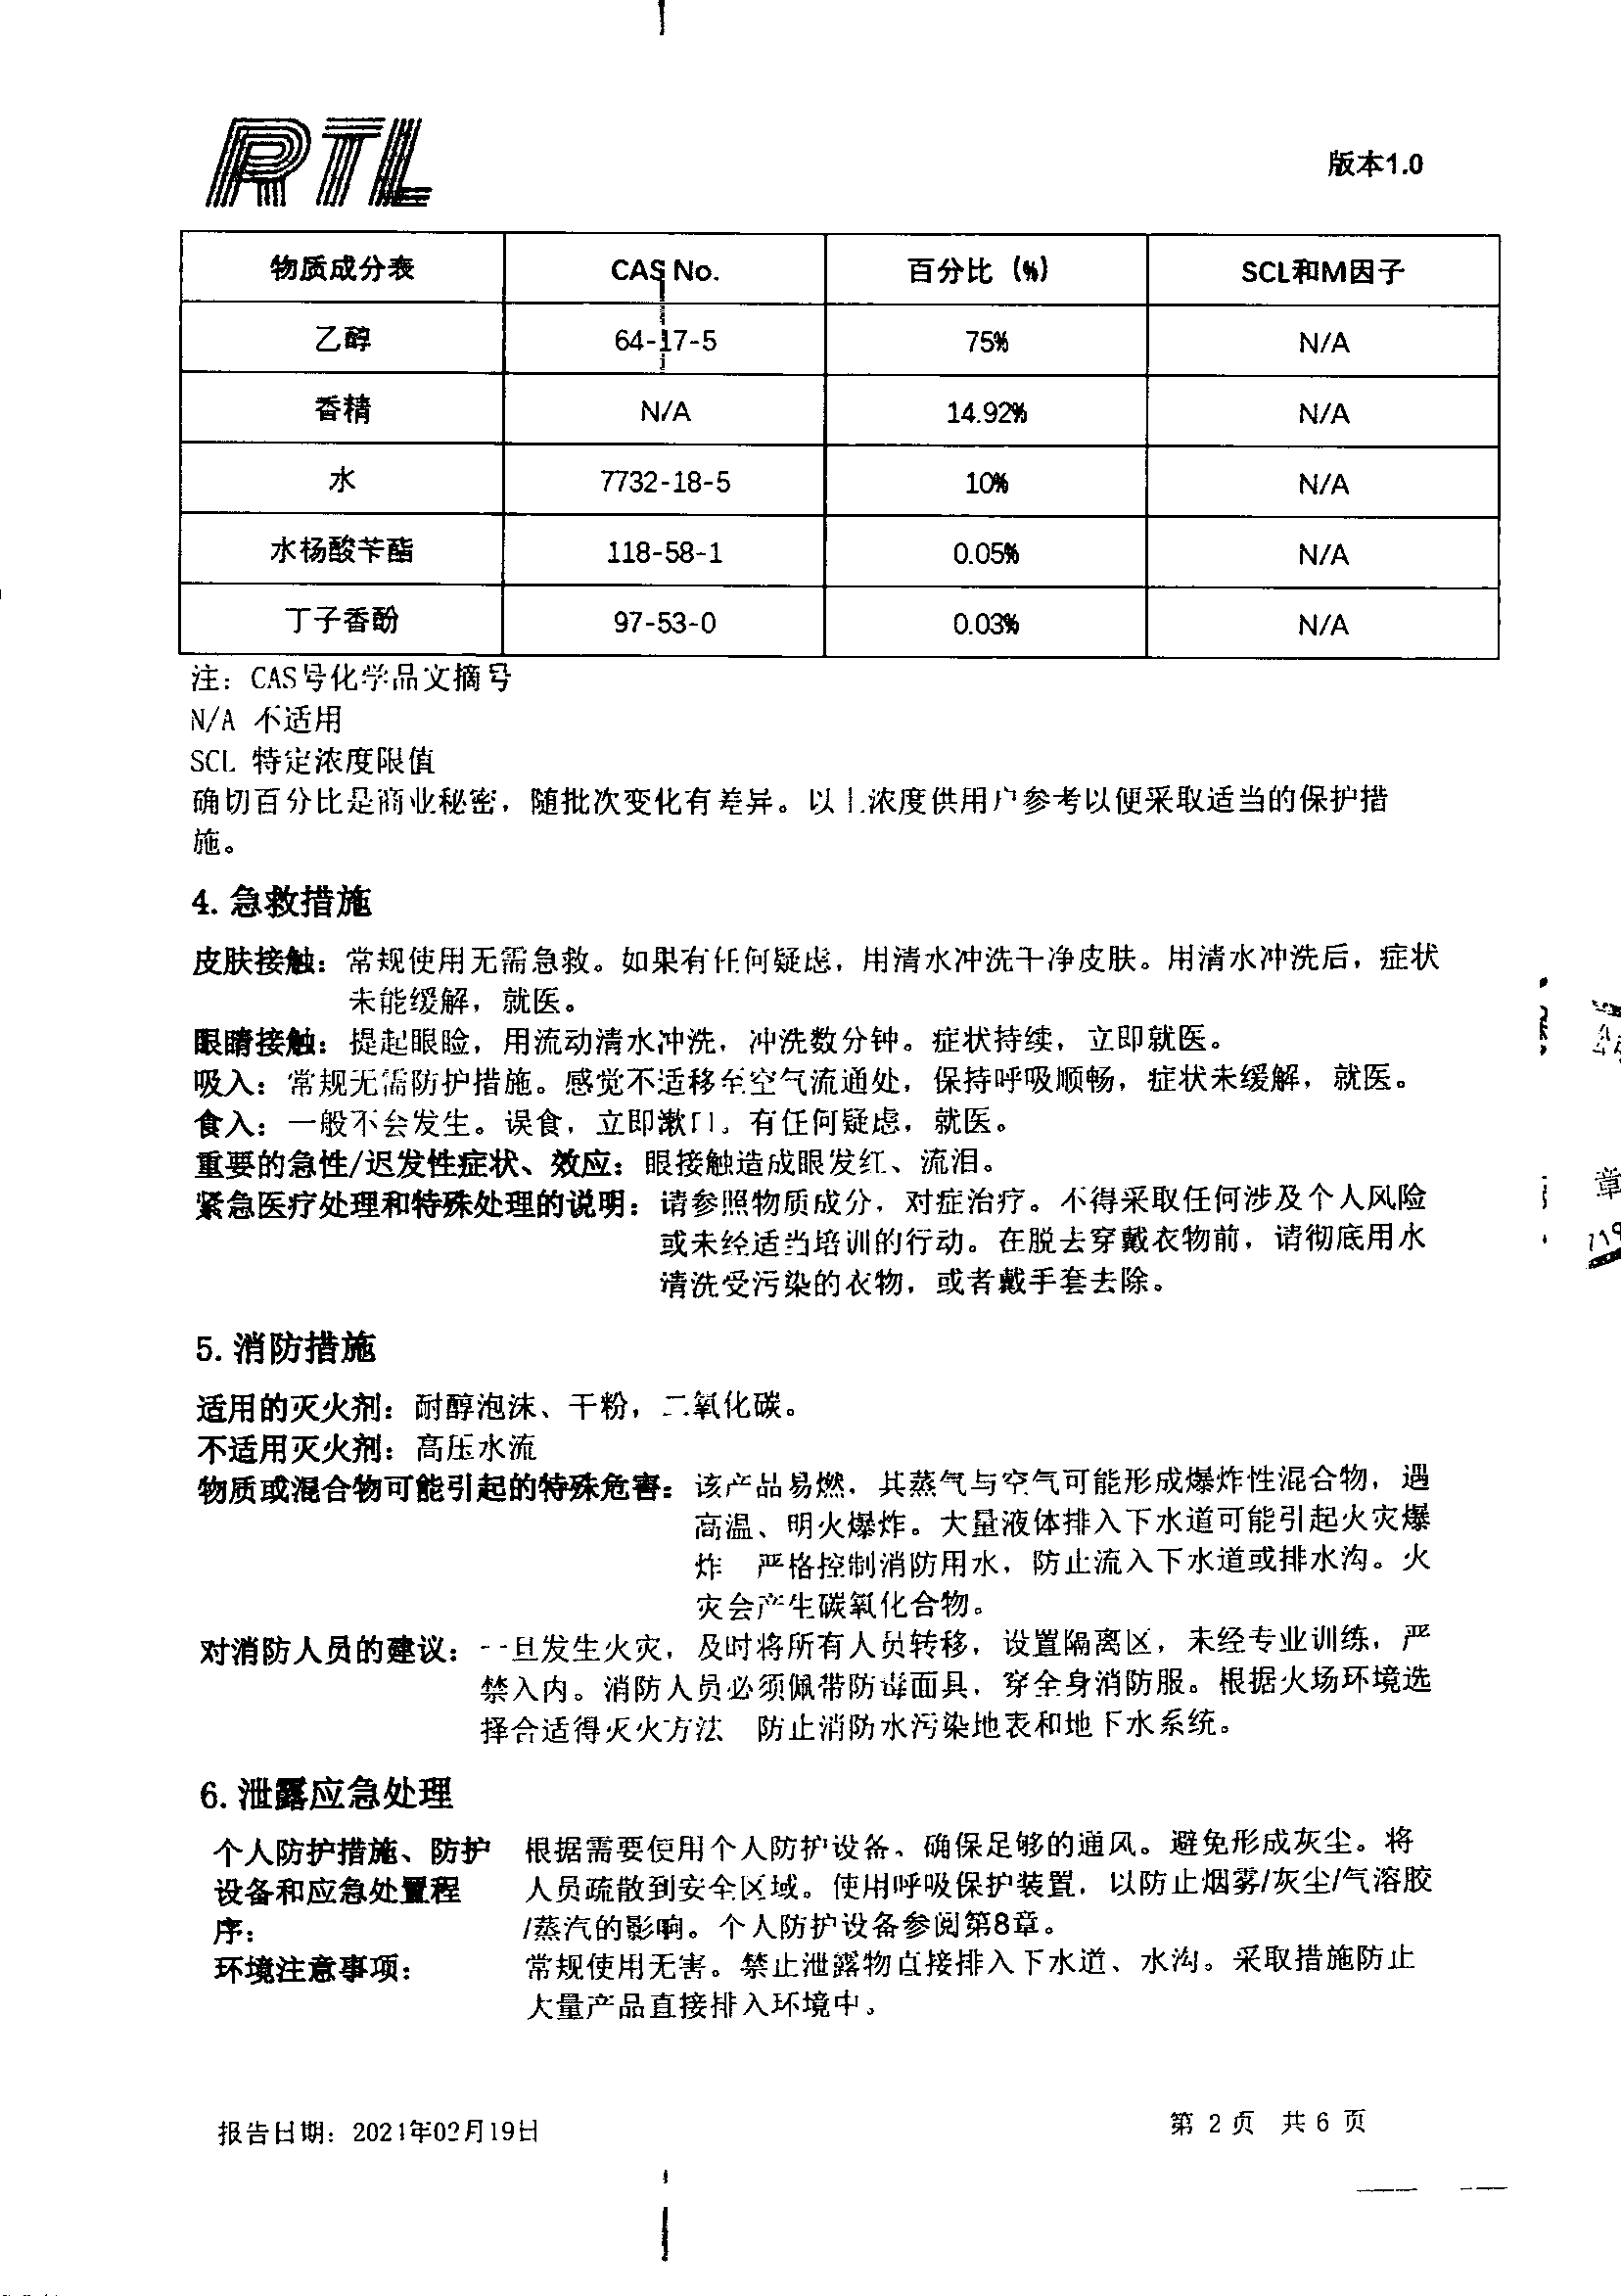 RTL
版本1.0
物质成分表 CAS No. 百分比（%） SCL和M因子
乙醇 64-17-5 75% N/A
香精 N/A 14.92% N/A
水 7732-18-5 10% N/A
水杨酸苄酯 118-58-1 0.05% N/A
丁子香酚 97-53-0 0.03% N/A
注：CAS号化学品文摘号
N/A 不适用
SCL 特定浓度限值
确切百分比是商业秘密，随批次变化有差异。以上浓度供用户参考以便采取适当的保护措
施。
4. 急救措施
皮肤接触：常规使用无需急救。如果有任何疑虑，用清水冲洗干净皮肤。用清水冲洗后，症状
未能缓解，就医。
眼睛接触：提起眼睑，用流动清水冲洗，冲洗数分钟。症状持续，立即就医。
吸入：常规无需防护措施。感觉不适移至空气流通处，保持呼吸顺畅，症状未缓解，就医。
食入：一般不会发生。误食，立即漱口。有任何疑虑，就医。
重要的急性/迟发性症状、效应：眼接触造成眼发红、流泪。
紧急医疗处理和特殊处理的说明：请参照物质成分，对症治疗。不得采取任何涉及个人风险
或未经适当培训的行动。在脱去穿戴衣物前，请彻底用水
清洗受污染的衣物，或者戴手套去除。
5. 消防措施
适用的灭火剂：耐醇泡沫、干粉，二氧化碳。
不适用灭火剂：高压水流
物质或混合物可能引起的特殊危害：该产品易燃，其蒸气与空气可能形成爆炸性混合物，遇
高温、明火爆炸。大量液体排入下水道可能引起火灾爆
炸 严格控制消防用水，防止流入下水道或排水沟。火
灾会产生碳氧化合物。
对消防人员的建议：一旦发生火灾，及时将所有人员转移，设置隔离区，未经专业训练，严
禁入内。消防人员必须佩带防毒面具，穿全身消防服。根据火场环境选
择合适得灭火方法 防止消防水污染地表和地下水系统。
6. 泄露应急处理
个人防护措施、防护 根据需要使用个人防护设备、确保足够的通风。避免形成灰尘。将
设备和应急处置程 人员疏散到安全区域。使用呼吸保护装置，以防止烟雾/灰尘/气溶胶
序： /蒸汽的影响。个人防护设备参阅第8章。
环境注意事项： 常规使用无害。禁止泄露物直接排入下水道、水沟。采取措施防止
大量产品直接排入环境中。
报告日期：2021年02月19日
第 2 页 共 6 页
章